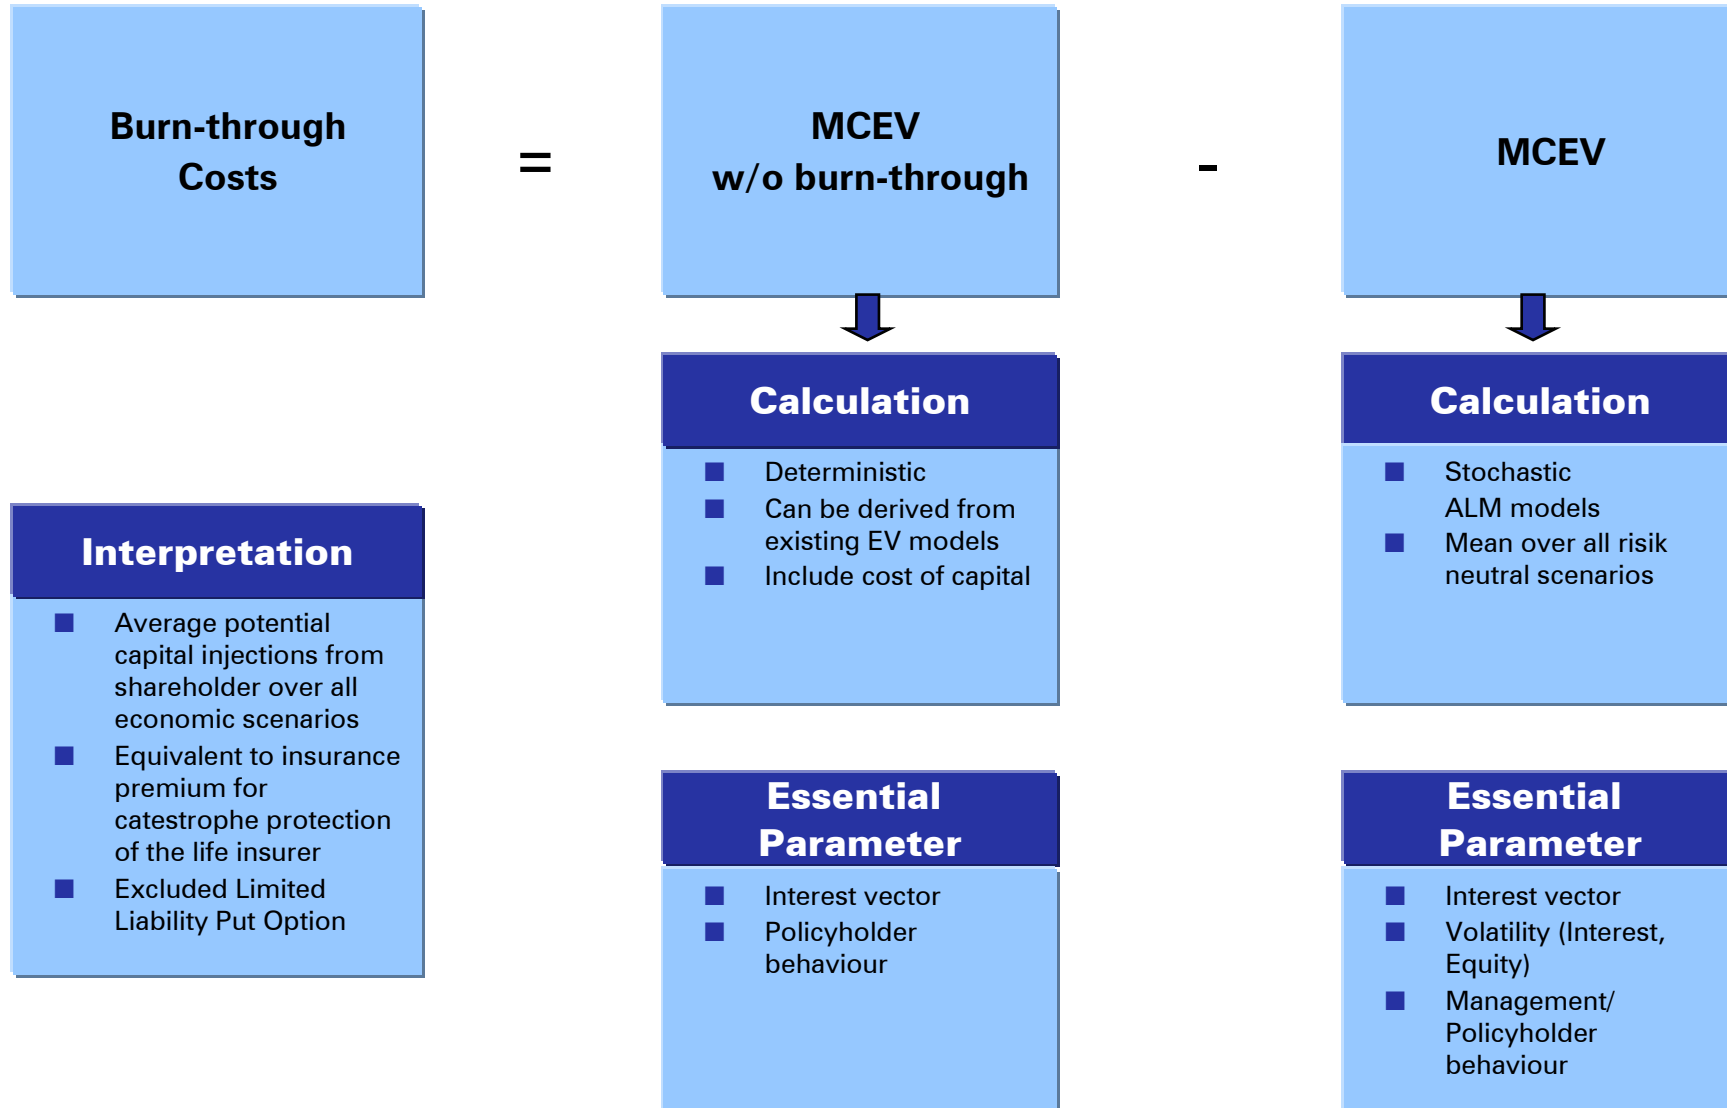 Burn-through
Costs
=
MCEV
w/o burn-through
-
MCEV
Interpretation
■ Average potential
capital injections from
shareholder over all
economic scenarios
■ Equivalent to insurance
premium for
catestrophe protection
of the life insurer
■ Excluded Limited
Liability Put Option
Calculation
■ Deterministic
■ Can be derived from
existing EV models
■ Include cost of capital
Essential
Parameter
■ Interest vector
■ Policyholder
behaviour
Calculation
■ Stochastic
ALM models
■ Mean over all risik
neutral scenarios
Essential
Parameter
■ Interest vector
■ Volatility (Interest,
Equity)
■ Management/
Policyholder
behaviour